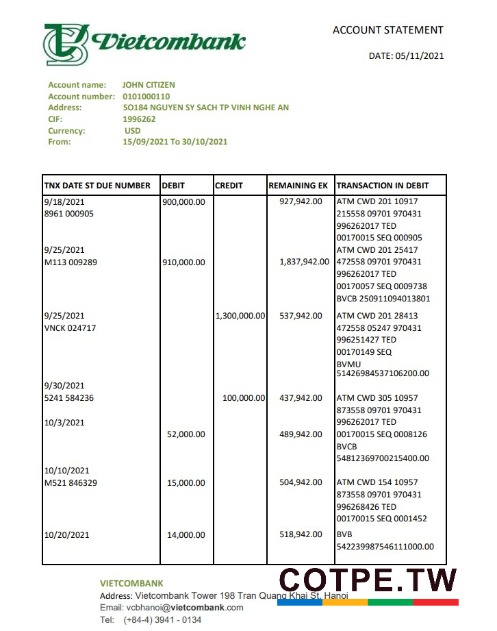 Vietcombank
ACCOUNT STATEMENT
DATE: 05/11/2021
Account name: JOHN CITIZEN
Account number: 0101000110
Address: SO184 NGUYEN SY SACH TP VINH NGHE AN
CIF: 1996262
Currency: USD
From: 15/09/2021 To 30/10/2021
TNX DATE ST DUE NUMBER DEBIT CREDIT REMAINING EK TRANSACTION IN DEBIT
9/18/2021 900,000.00 927,942.00 ATM CWD 201 10917
8961 000905 215558 09701 970431
996262017 TED
00170015 SEQ 000905
9/25/2021 ATM CWD 201 25417
M113 009289 910,000.00 1,837,942.00 472558 09701 970431
996262017 TED
00170057 SEQ 0009738
BVCB 250911094013801
9/25/2021 1,300,000.00 537,942.00 ATM CWD 201 28413
VNCK 024717 472558 05247 970431
996251427 TED
00170149 SEQ
BVMU
51426984537106200.00
9/30/2021
5241 584236 100,000.00 437,942.00 ATM CWD 305 10957
873558 09701 970431
10/3/2021 996262017 TED
52,000.00 489,942.00 00170015 SEQ 0008126
BVCB
54812369700215400.00
10/10/2021
M521 846329 15,000.00 504,942.00 ATM CWD 154 10957
873558 09701 970431
996268426 TED
00170015 SEQ 0001452
10/20/2021 14,000.00 518,942.00 BVB
542239987546111000.00
VIETCOMBANK
Address: Vietcombank Tower 198 Tran Quang Khai St, Hanoi
Email: vcbhanoi@vietcombank.com
Tel: (+84-4) 3941 - 0134
COTPE.TW